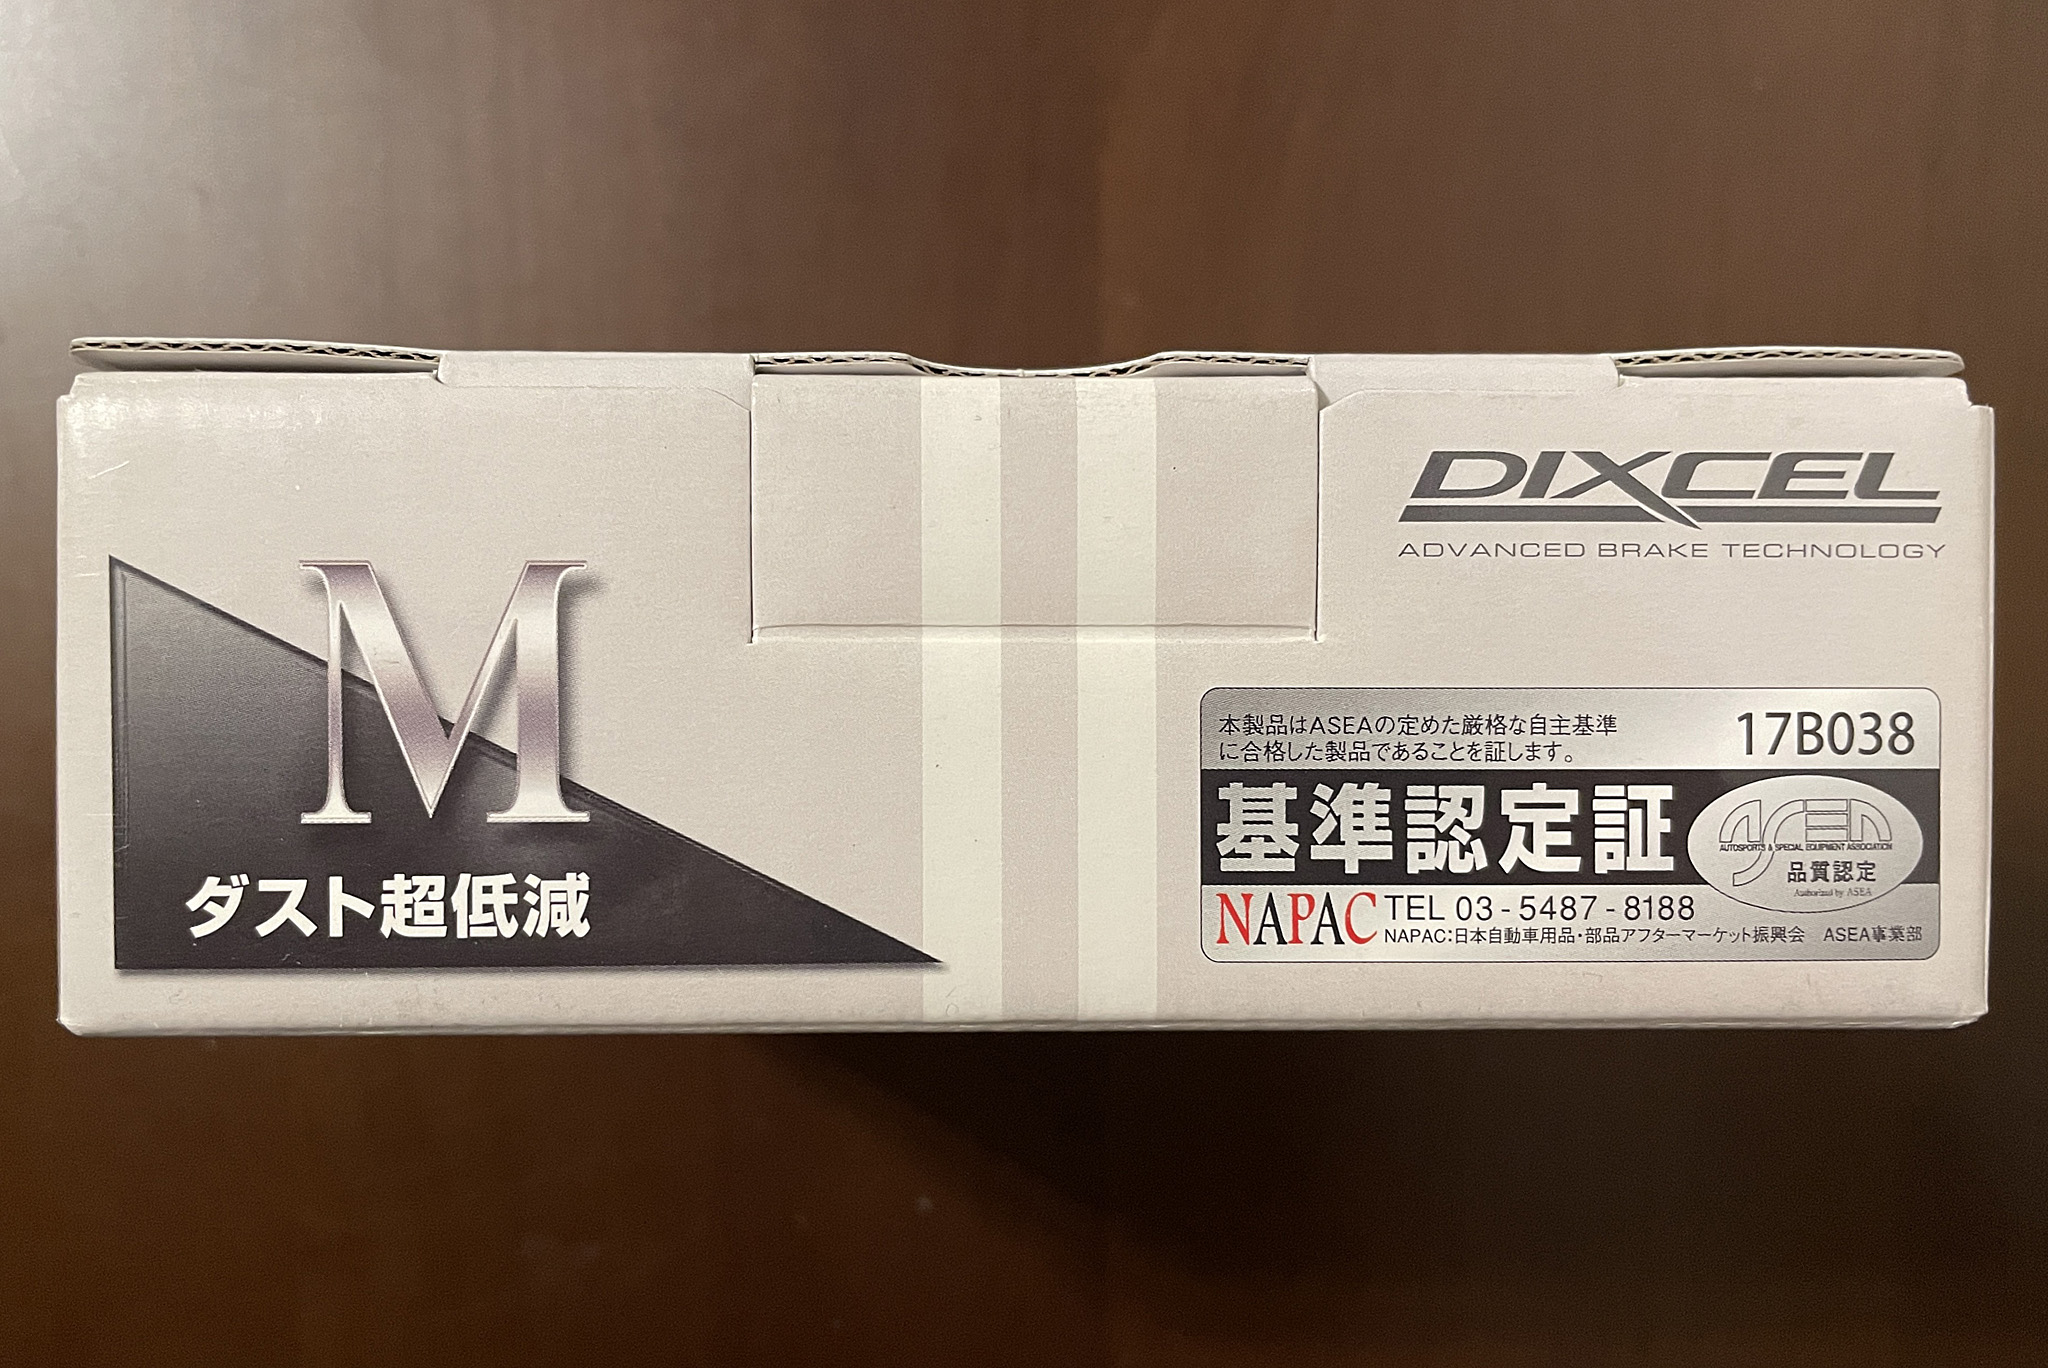 DIXCEL
ADVANCED BRAKE TECHNOLOGY
M
ダスト超低減
本製品はASEAの定めた厳格な自主基準
に合格した製品であることを証します。
17B038
基準認定証
ASEA
AUTOSPORTS & SPECIAL EQUIPMENT ASSOCIATION
品質認定
Authorized by ASEA
NAPAC TEL 03-5487-8188
NAPAC:日本自動車用品・部品アフターマーケット振興会 ASEA事業部